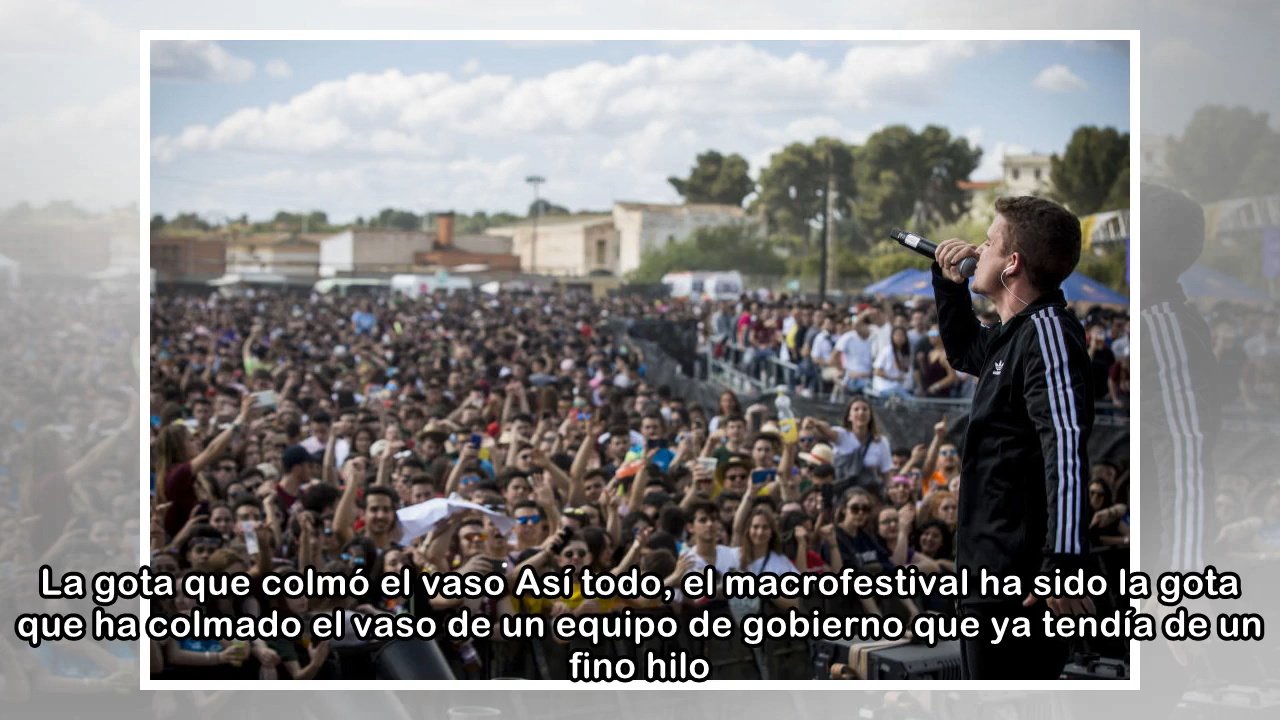 La gota que colmó el vaso Así todo, el macrofestival ha sido la gota
que ha colmado el vaso de un equipo de gobierno que ya tendía de un
fino hilo